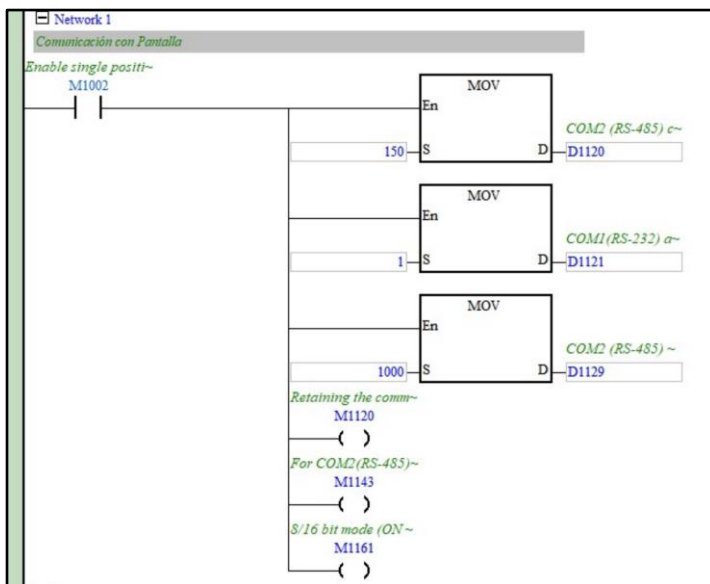 Network 1
Comunicación con Pantalla
Enable single positi~
M1002
MOV
En
COM2 (RS-485) c~
150 S D D1120
MOV
En
COM1(RS-232) a~
1 S D D1121
MOV
En
COM2 (RS-485) ~
1000 S D D1129
Retaining the comm~
M1120
For COM2(RS-485)~
M1143
8/16 bit mode (ON ~
M1161